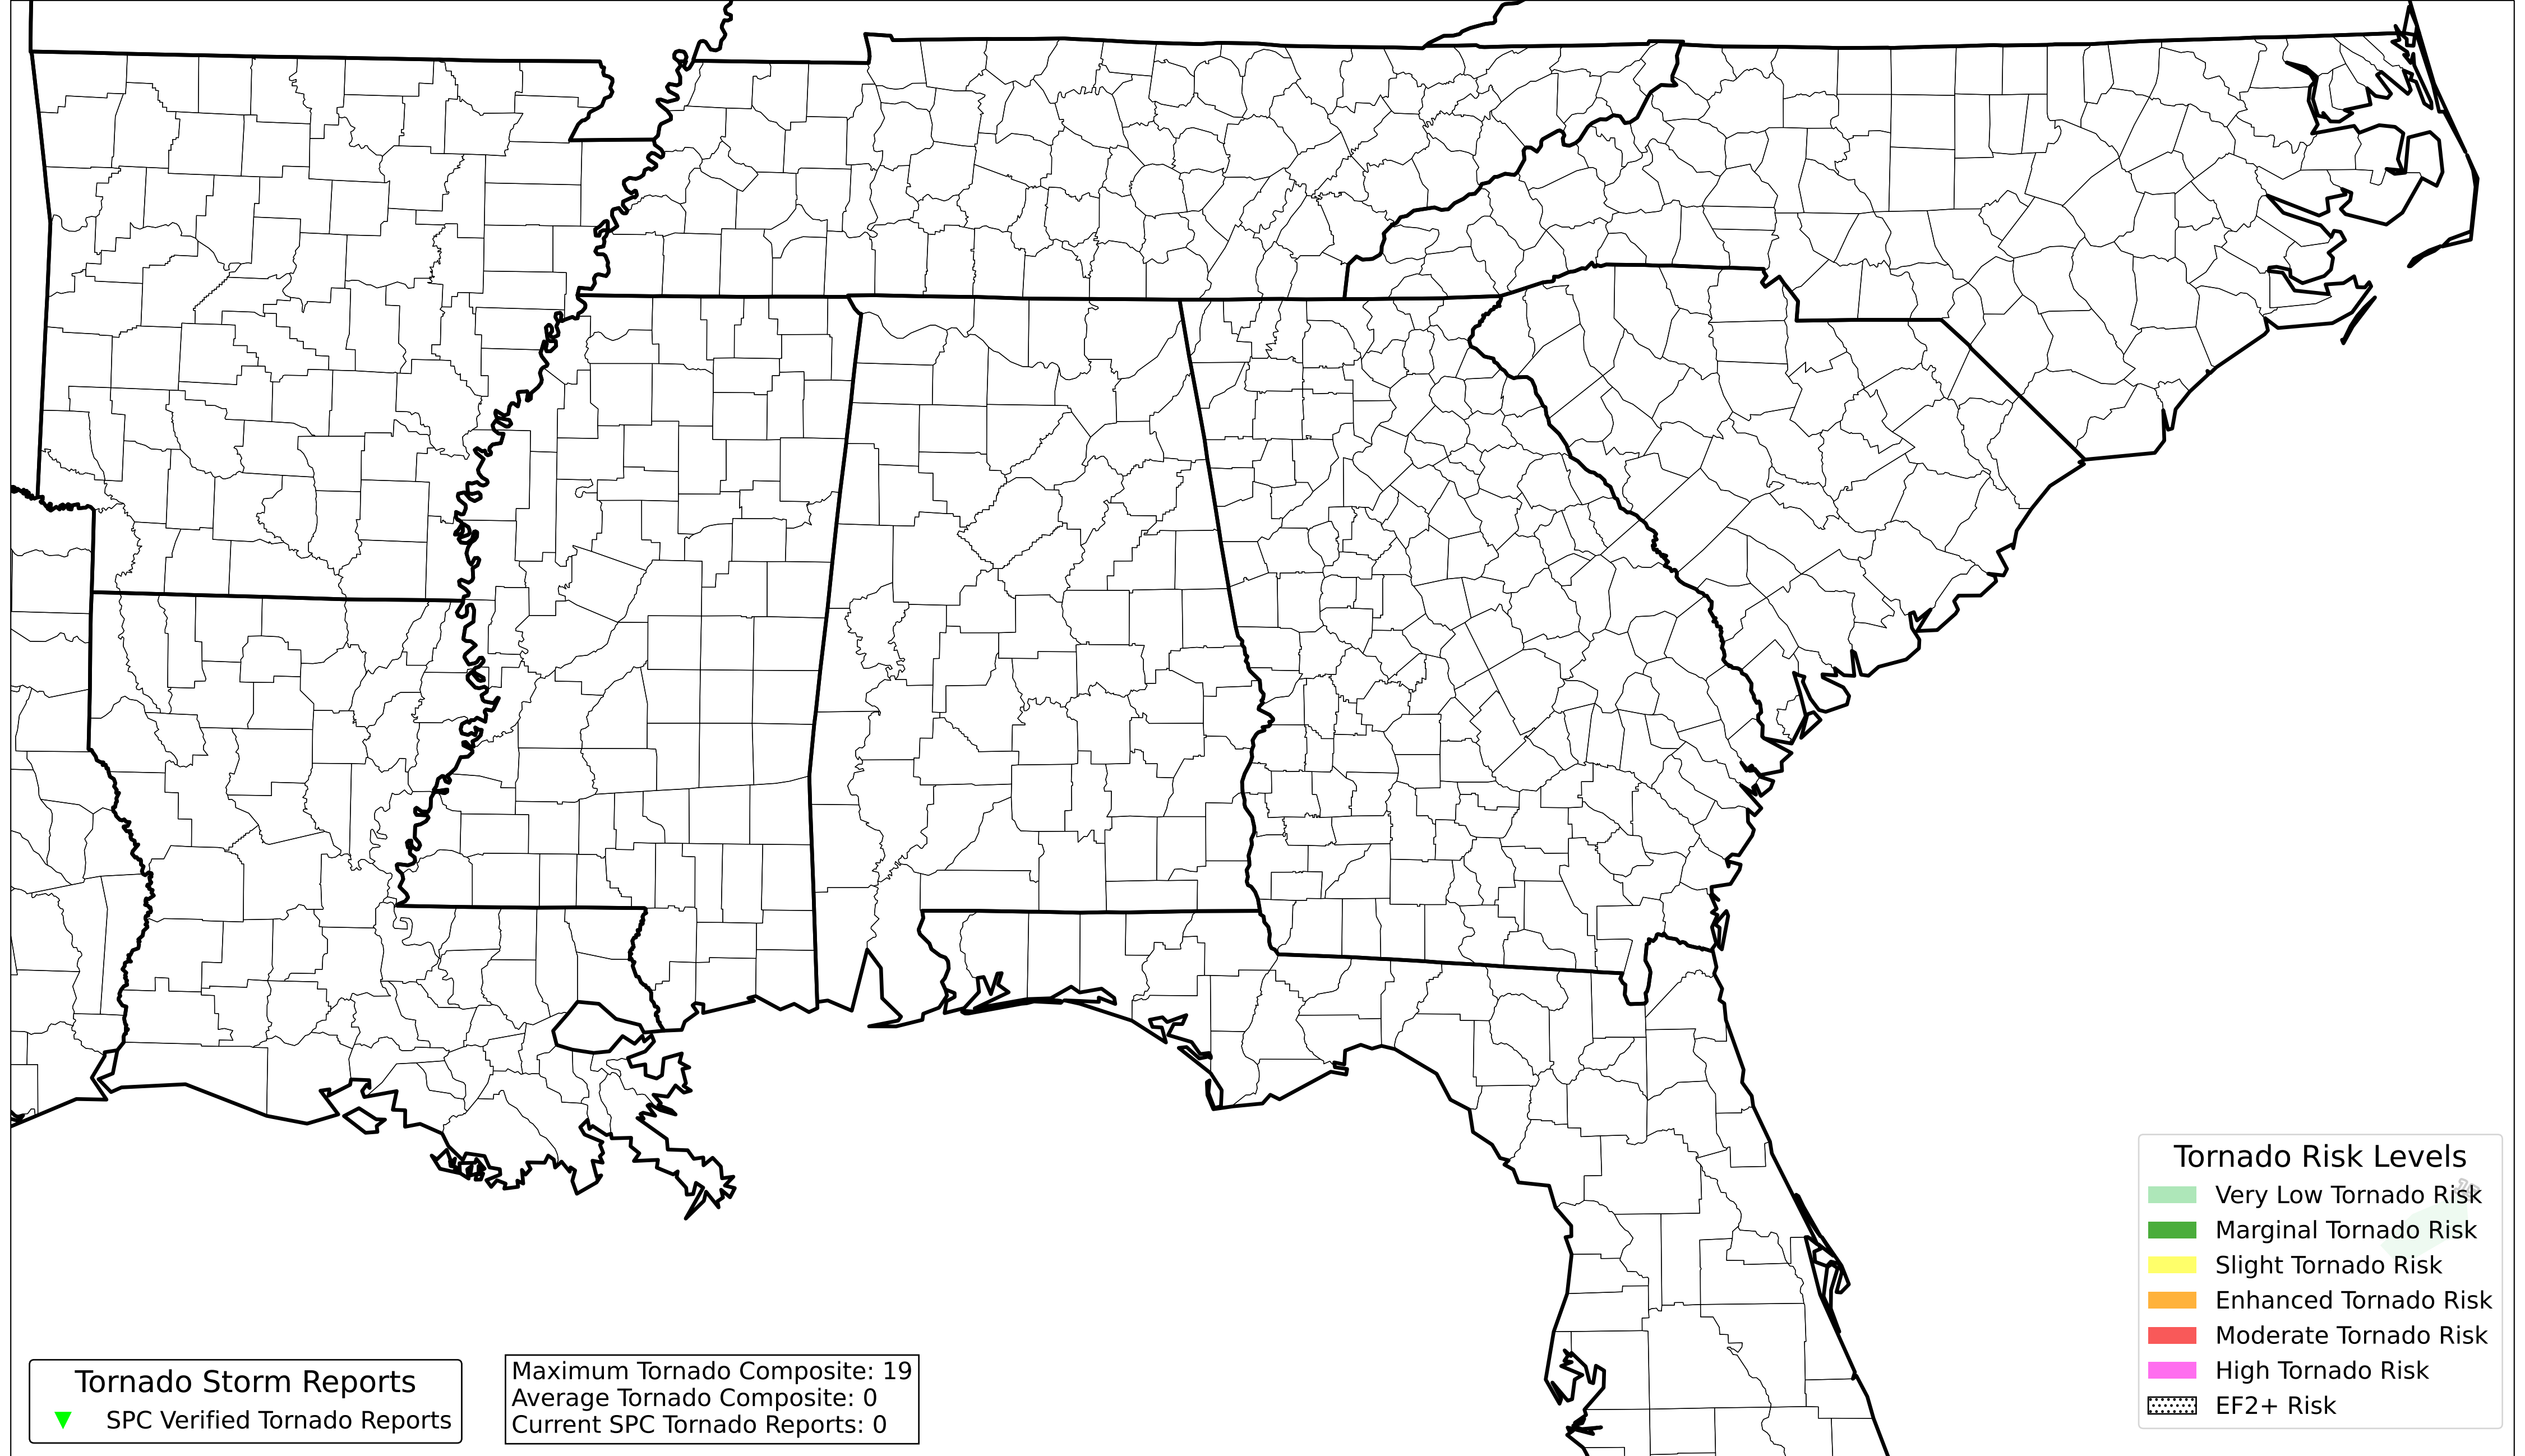 Tornado Risk Levels
Very Low Tornado Risk
Marginal Tornado Risk
Slight Tornado Risk
Enhanced Tornado Risk
Moderate Tornado Risk
High Tornado Risk
EF2+ Risk
Tornado Storm Reports
SPC Verified Tornado Reports
Maximum Tornado Composite: 19
Average Tornado Composite: 0
Current SPC Tornado Reports: 0